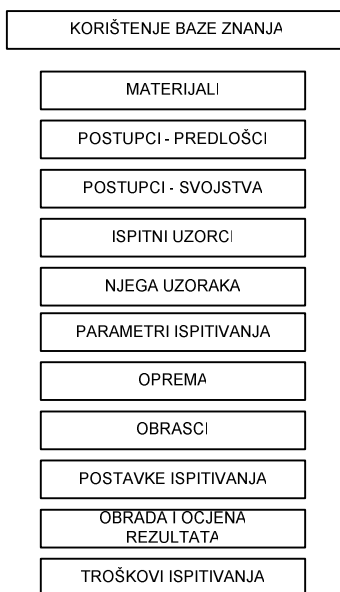 KORIŠTENJE BAZE ZNANJA
MATERIJALI
POSTUPCI - PREDLOŠCI
POSTUPCI - SVOJSTVA
ISPITNI UZORCI
NJEGA UZORAKA
PARAMETRI ISPITIVANJA
OPREMA
OBRASCI
POSTAVKE ISPITIVANJA
OBRADA I OCJENA
REZULTATA
TROŠKOVI ISPITIVANJA